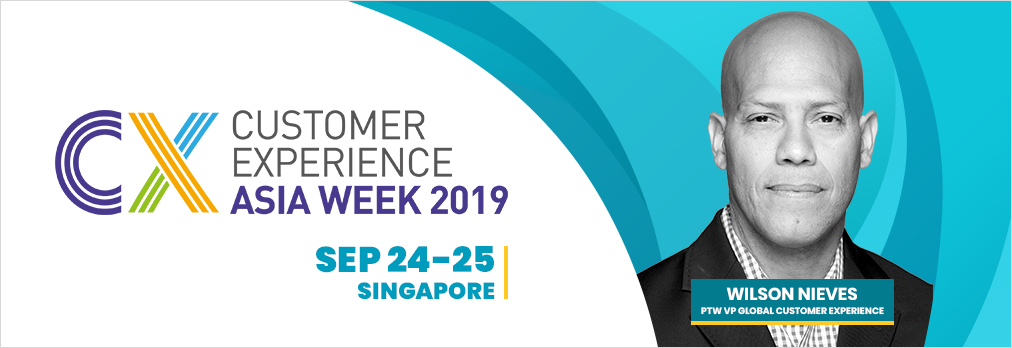 CX
CUSTOMER
EXPERIENCE
ASIA WEEK 2019
SEP 24-25
SINGAPORE
WILSON NIEVES
PTW VP GLOBAL CUSTOMER EXPERIENCE